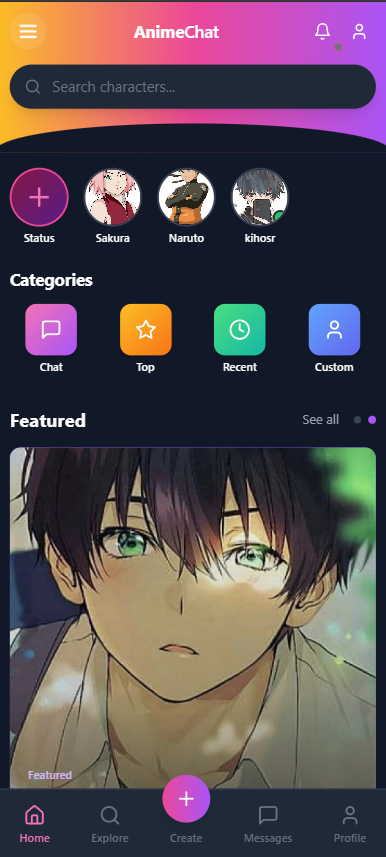 AnimeChat
Search characters...
Status
Sakura
Naruto
kihosr
Categories
Chat
Top
Recent
Custom
Featured
See all
Featured
Home
Explore
Create
Messages
Profile